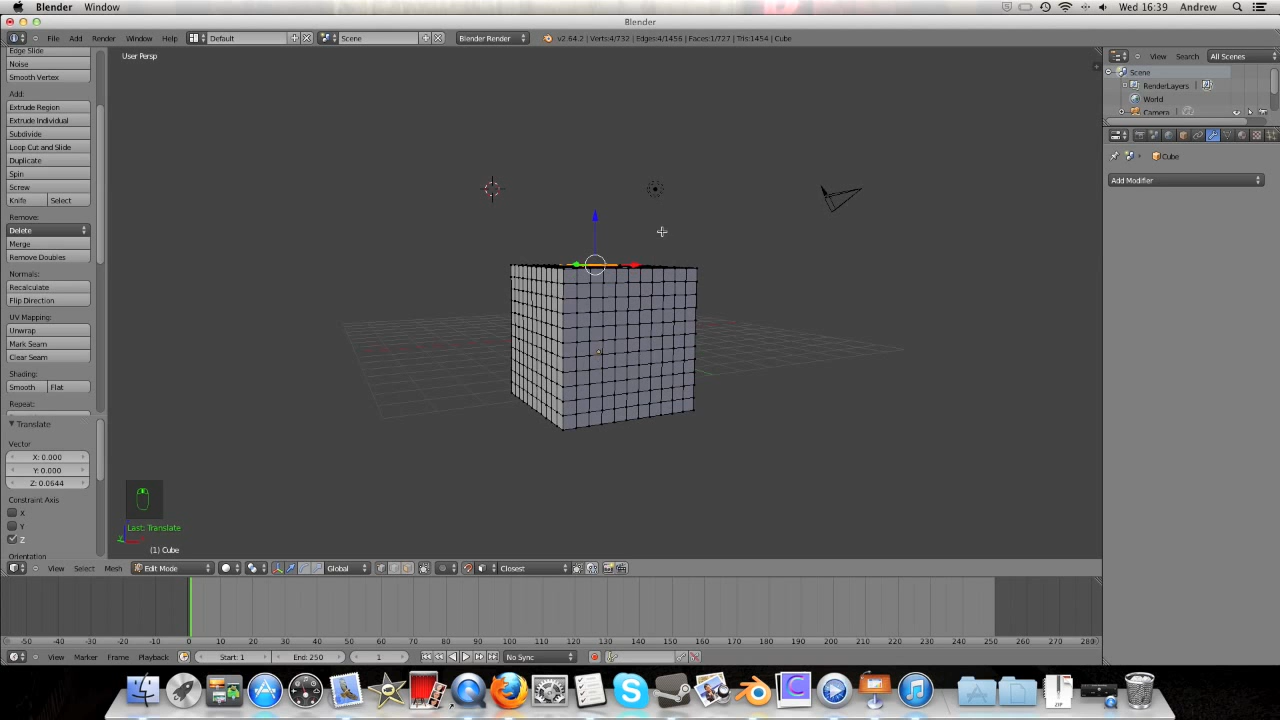 Blender Window Wed 16:39 Andrew
Blender
File Add Render Window Help Default Scene Blender Render v2.64.2 | Verts:4/732 | Edges:4/1456 | Faces:1/727 | Tris:1454 | Cube
Edge Slide
Noise
Smooth Vertex
Add:
Extrude Region
Extrude Individual
Subdivide
Loop Cut and Slide
Duplicate
Spin
Screw
Knife Select
Remove:
Delete
Merge
Remove Doubles
Normals:
Recalculate
Flip Direction
UV Mapping:
Unwrap
Mark Seam
Clear Seam
Shading:
Smooth Flat
Repeat:
Translate
Vector
X: 0.000
Y: 0.000
Z: 0.0644
Constraint Axis
X
Y
Z
Orientation
User Persp
Last: Translate
(1) Cube
View Search All Scenes
Scene
RenderLayers |
World
Camera
Cube
Add Modifier
View Select Mesh Edit Mode Global Closest
-50 -40 -30 -20 -10 0 10 20 30 40 50 60 70 80 90 100 110 120 130 140 150 160 170 180 190 200 210 220 230 240 250 260 270 280
View Marker Frame Playback Start: 1 End: 250 1 No Sync
ZIP